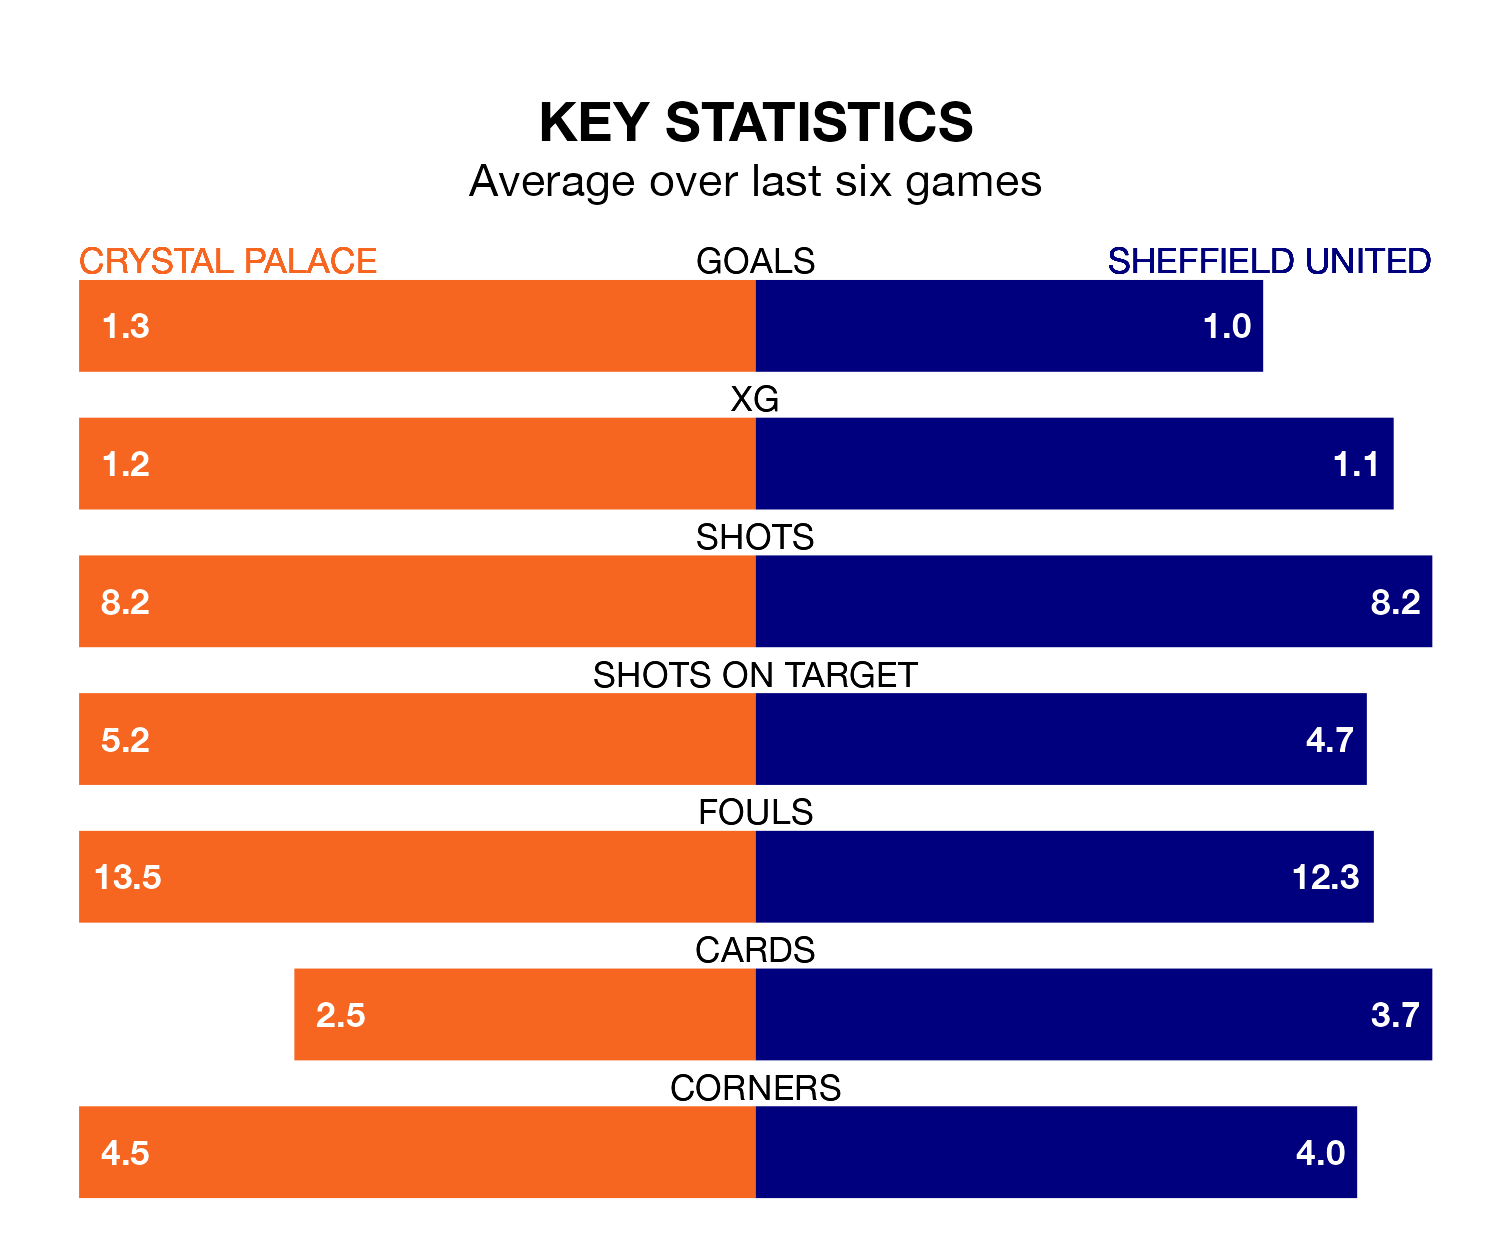 KEY STATISTICS
Average over last six games
CRYSTAL PALACE GOALS SHEFFIELD UNITED
1.3 1.0
XG
1.2 1.1
SHOTS
8.2 8.2
SHOTS ON TARGET
5.2 4.7
FOULS
13.5 12.3
CARDS
2.5 3.7
CORNERS
4.5 4.0